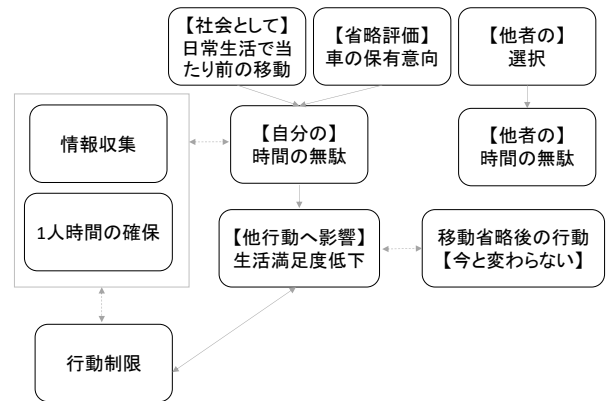 【社会として】
日常生活で当
たり前の移動
【省略評価】
車の保有意向
【他者の】
選択
情報収集
【自分の】
時間の無駄
【他者の】
時間の無駄
1人時間の確保
【他行動へ影響】
生活満足度低下
移動省略後の行動
【今と変わらない】
行動制限